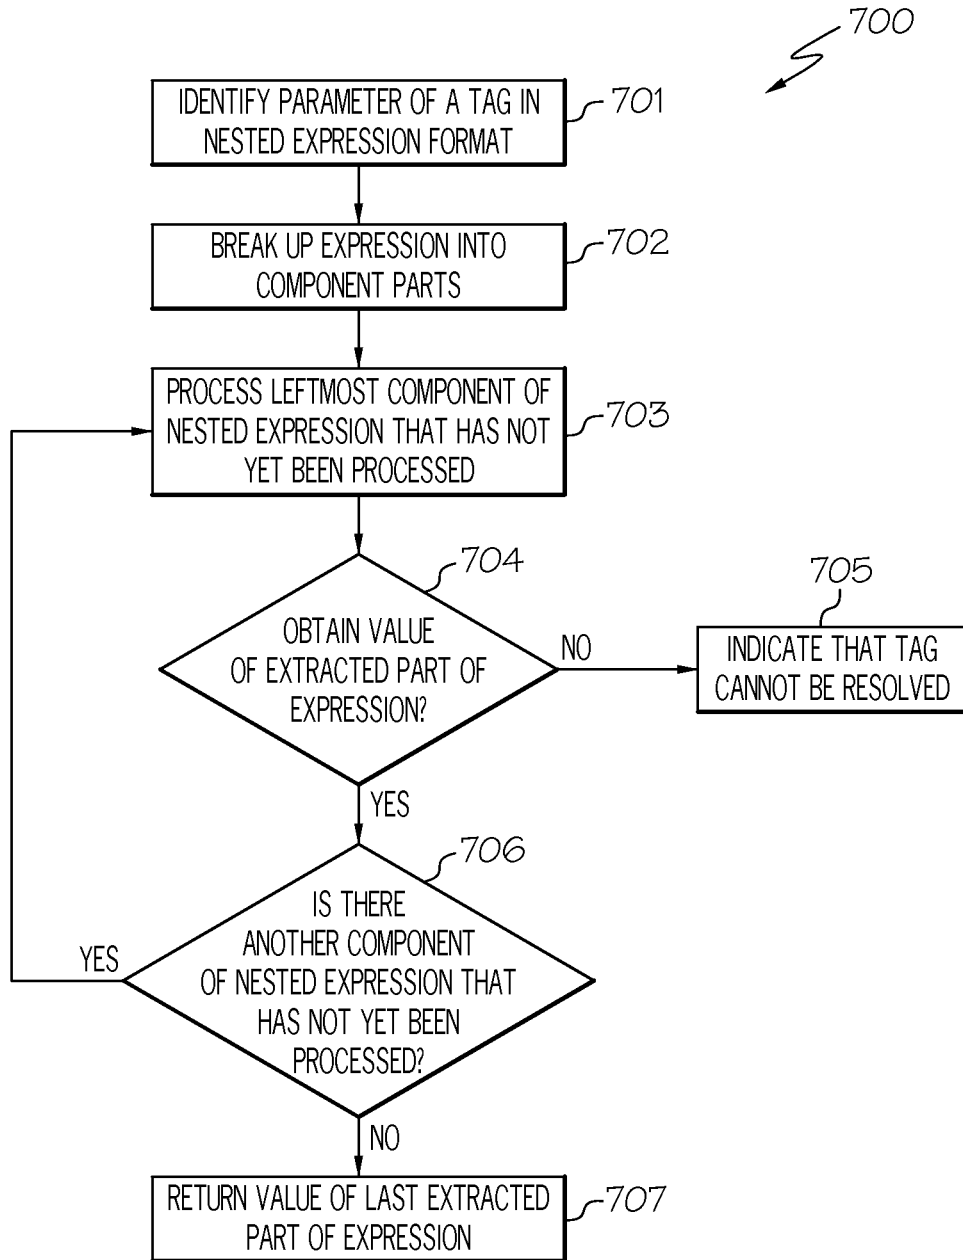 700
IDENTIFY PARAMETER OF A TAG IN
NESTED EXPRESSION FORMAT
701
BREAK UP EXPRESSION INTO
COMPONENT PARTS
702
PROCESS LEFTMOST COMPONENT OF
NESTED EXPRESSION THAT HAS NOT
YET BEEN PROCESSED
703
704
OBTAIN VALUE
OF EXTRACTED PART OF
EXPRESSION?
NO
705
INDICATE THAT TAG
CANNOT BE RESOLVED
YES
706
IS THERE
ANOTHER COMPONENT
OF NESTED EXPRESSION THAT
HAS NOT YET BEEN
PROCESSED?
YES
NO
RETURN VALUE OF LAST EXTRACTED
PART OF EXPRESSION
707